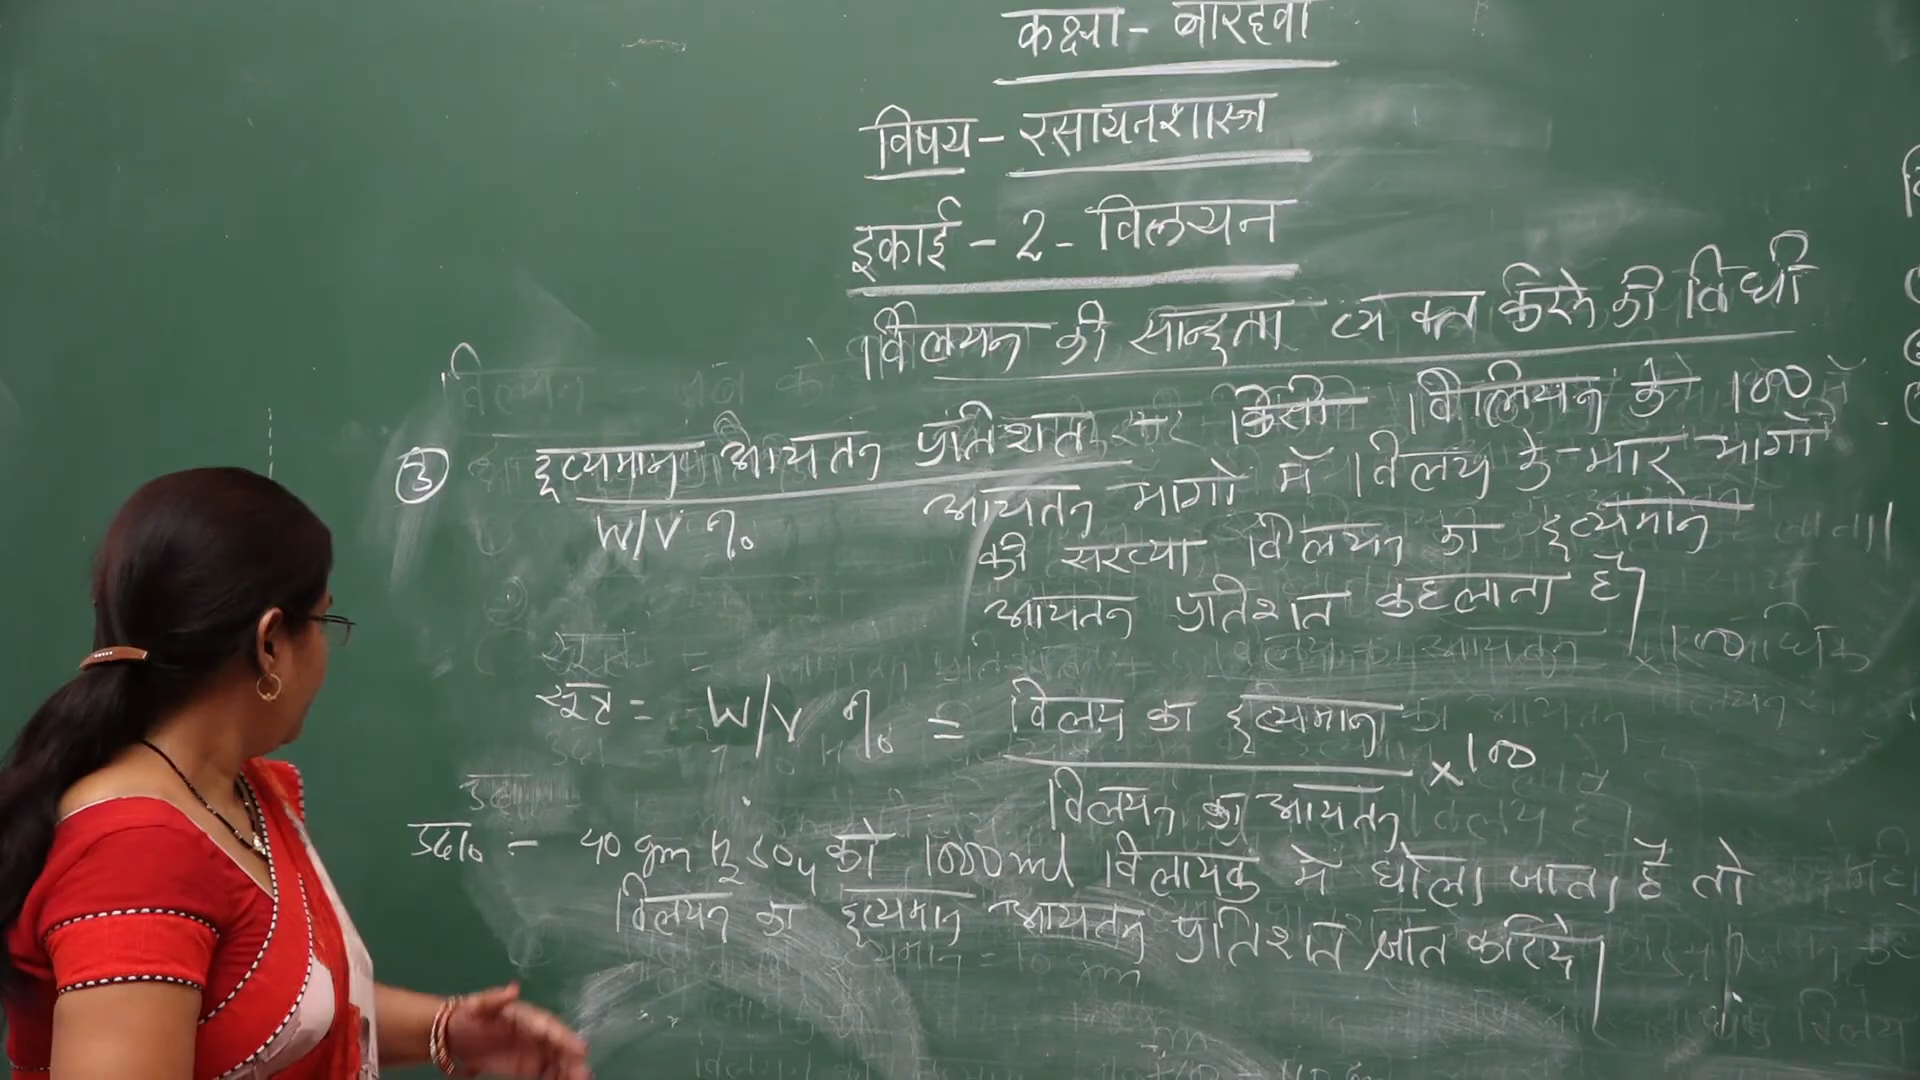 कक्षा - बारहवी
विषय - रसायनशास्त्र
इकाई - 2 - विलयन
विलयन की सान्द्रता व्यक्त करने की विधी
③ द्रव्यमान आयतन प्रतिशत - किसी विलियन के 100
W/V % आयतन भागो में विलेय के भार भागो
की संख्या विलयन का द्रव्यमान
आयतन प्रतिशत कहलाता है।
सूत्र = W/V % = विलय का द्रव्यमान
× 100
विलयन का आयतन
उदा० :- 40 gm H2SO4 को 1000 ml विलायक में घोला जाता है तो
विलयन का द्रव्यमान आयतन प्रतिशत ज्ञात करिये।